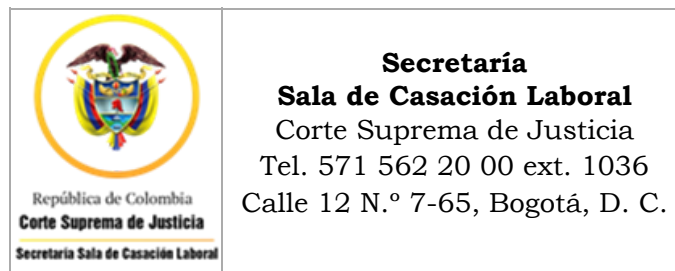 República de Colombia
Corte Suprema de Justicia
Secretaría Sala de Casación Laboral
Secretaría
Sala de Casación Laboral
Corte Suprema de Justicia
Tel. 571 562 20 00 ext. 1036
Calle 12 N.º 7-65, Bogotá, D. C.